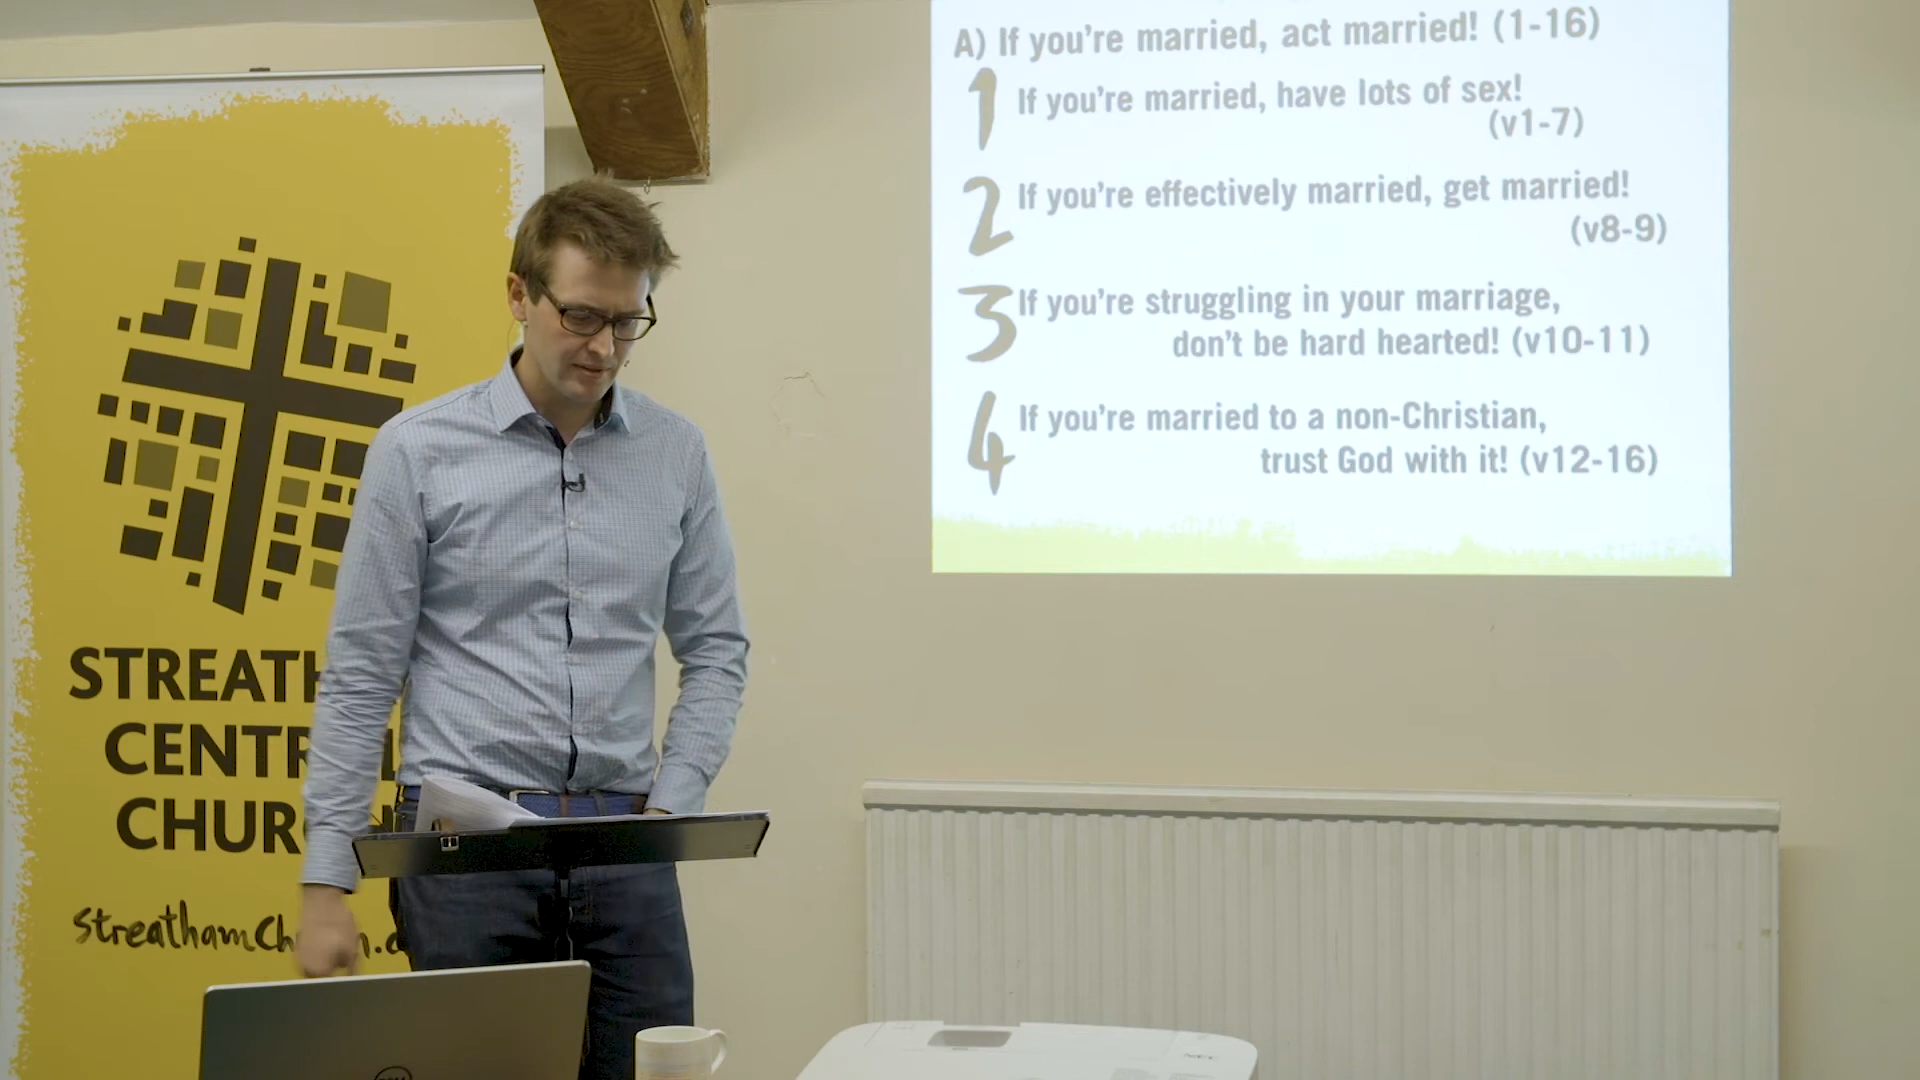 A) If you're married, act married! (1-16)
1 If you're married, have lots of sex!
(v1-7)
2 If you're effectively married, get married!
(v8-9)
3 If you're struggling in your marriage,
don't be hard hearted! (v10-11)
4 If you're married to a non-Christian,
trust God with it! (v12-16)
STREATH
CENTR L
CHURCH
streathamCh
DELL
NEC